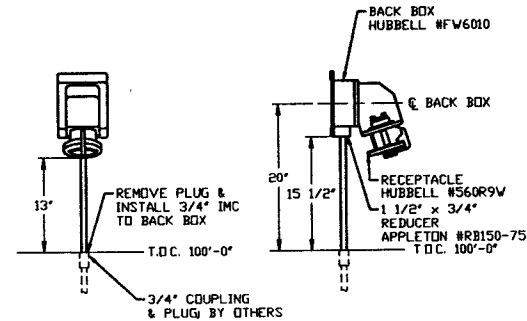 BACK BOX
HUBBELL #FW6010
℄ BACK BOX
20"
15 1/2"
13"
REMOVE PLUG &
INSTALL 3/4" IMC
TO BACK BOX
RECEPTACLE
HUBBELL #560R9W
1 1/2" x 3/4"
REDUCER
APPLETON #RB150-75
T.O.C. 100'-0"
T.O.C. 100'-0"
3/4" COUPLING
& PLUG, BY OTHERS